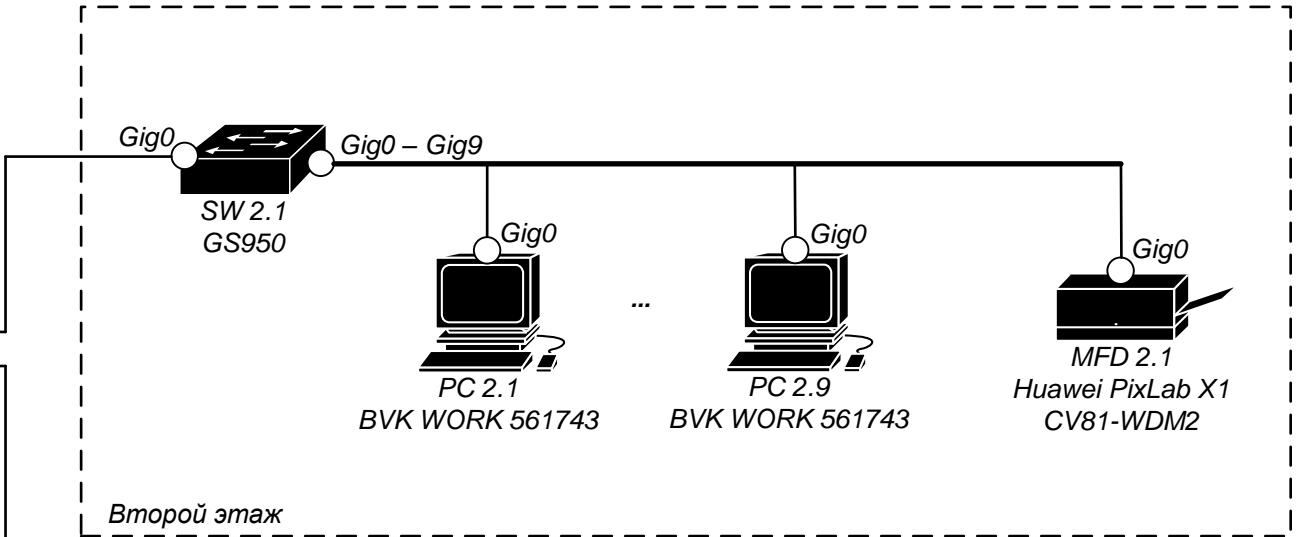 Gig0
Gig0 – Gig9
SW 2.1
GS950
Gig0
Gig0
Gig0
...
PC 2.1
BVK WORK 561743
PC 2.9
BVK WORK 561743
MFD 2.1
Huawei PixLab X1
CV81-WDM2
Второй этаж